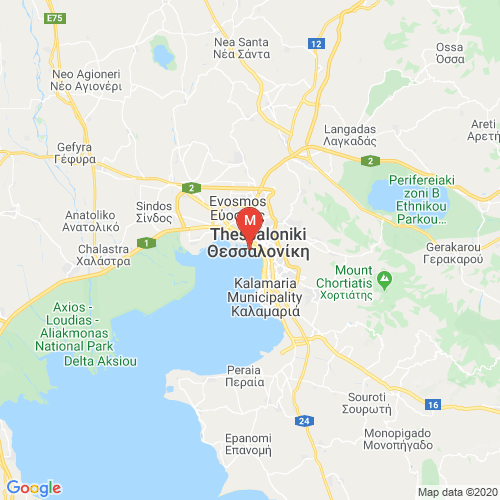 E75
Nea Santa
Νέα Σάντα
12
Ossa
Όσσα
Neo Agioneri
Νέο Αγιονέρι
Areti
Αρετή
Langadas
Λαγκαδάς
Gefyra
Γέφυρα
2
2
Perifereiaki
zoni B
Ethnikou
Parkou...
Sindos
Σίνδος
Evosmos
M
Anatoliko
Ανατολικό
Thessaloniki
Θεσσαλονίκη
1
Chalastra
Χαλάστρα
Gerakarou
Γερακαρού
Mount
Chortiatis
Χορτιάτης
Kalamaria
Municipality
Καλαμαριά
Axios -
Loudias -
Aliakmonas
National Park
Delta Aksiou
Peraia
Περαία
Souroti
Σουρωτή
16
24
Epanomi
Επανομή
Monopigado
Μονοπήγαδο
Google
Map data ©2020